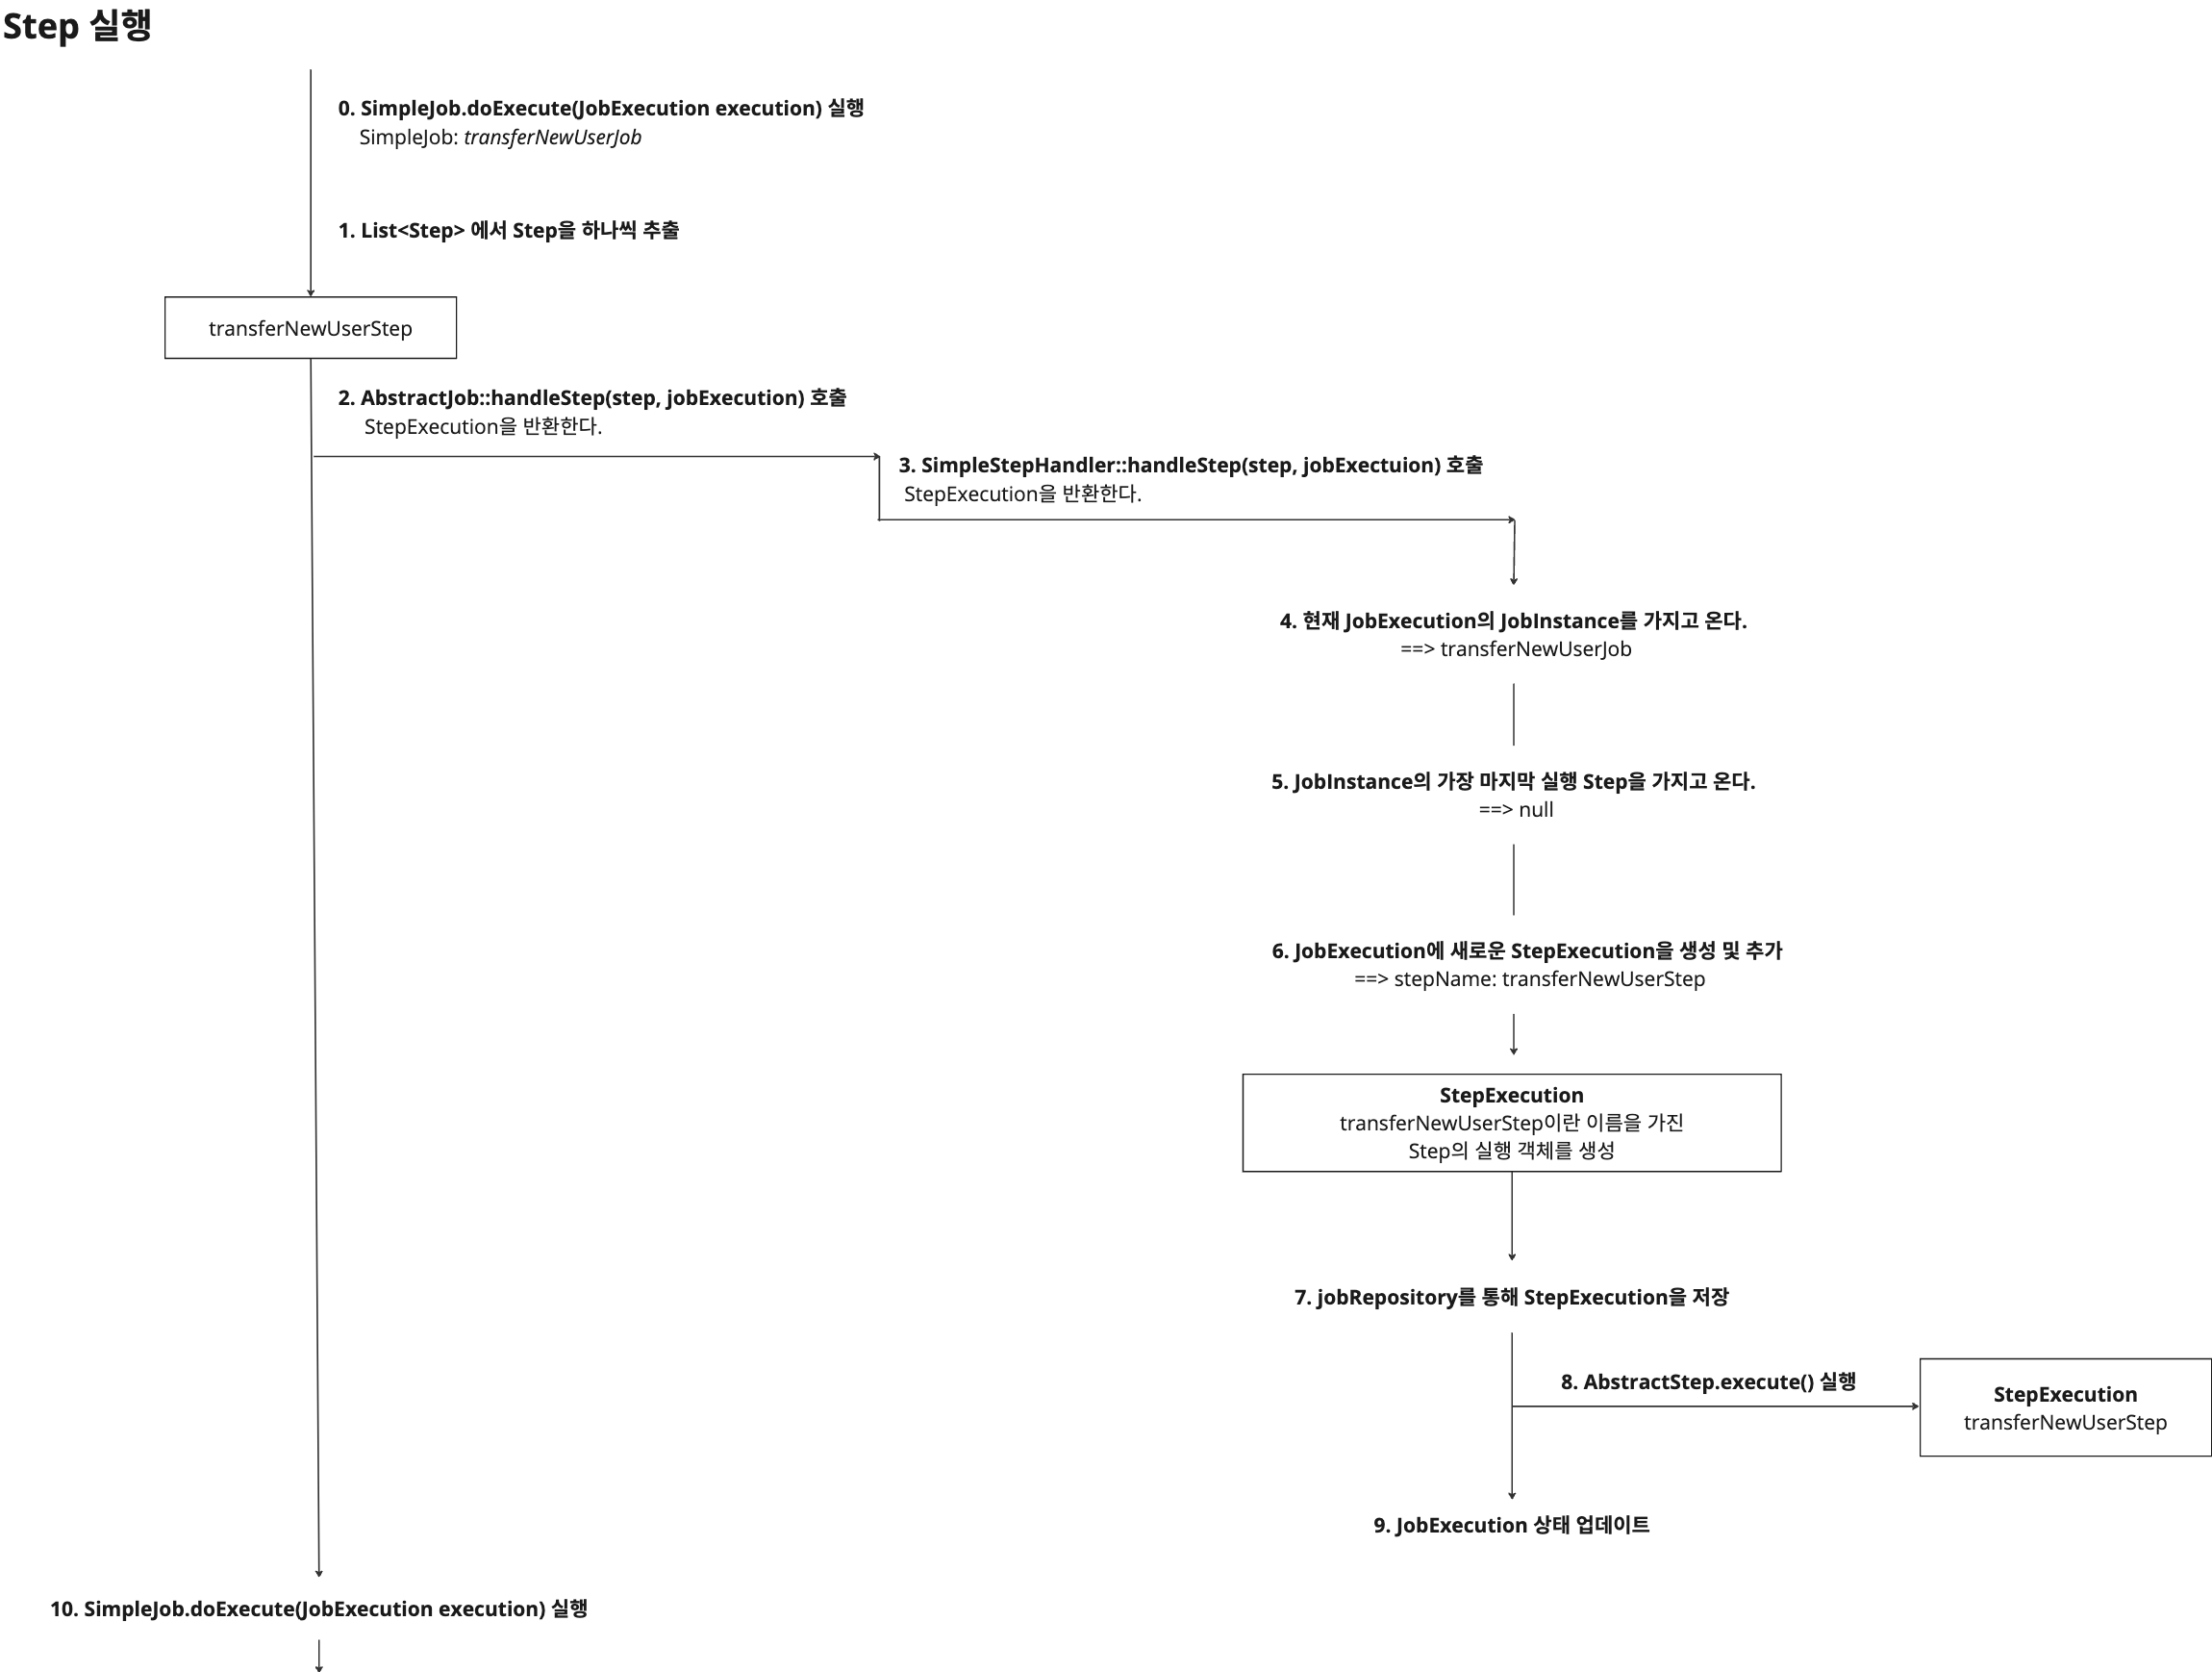 Step 실행
0. SimpleJob.doExecute(JobExecution execution) 실행
SimpleJob: transferNewUserJob
1. List<Step> 에서 Step을 하나씩 추출
transferNewUserStep
2. AbstractJob::handleStep(step, jobExecution) 호출
StepExecution을 반환한다.
3. SimpleStepHandler::handleStep(step, jobExectuion) 호출
StepExecution을 반환한다.
4. 현재 JobExecution의 JobInstance를 가지고 온다.
==> transferNewUserJob
5. JobInstance의 가장 마지막 실행 Step을 가지고 온다.
==> null
6. JobExecution에 새로운 StepExecution을 생성 및 추가
==> stepName: transferNewUserStep
StepExecution
transferNewUserStep이란 이름을 가진
Step의 실행 객체를 생성
7. jobRepository를 통해 StepExecution을 저장
8. AbstractStep.execute() 실행
StepExecution
transferNewUserStep
9. JobExecution 상태 업데이트
10. SimpleJob.doExecute(JobExecution execution) 실행